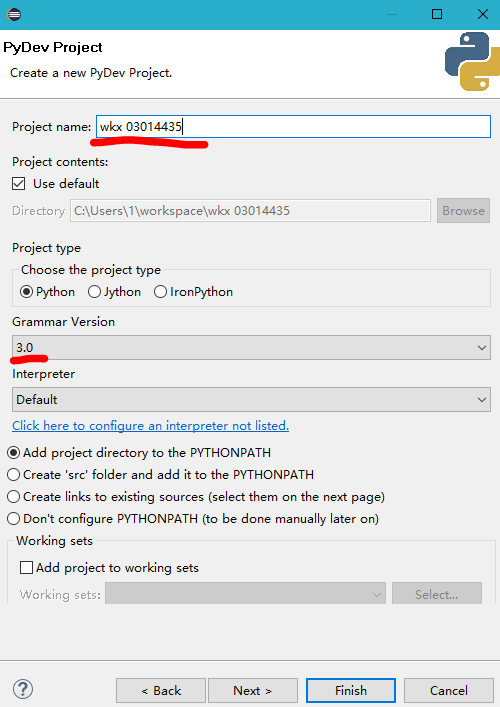 PyDev Project
Create a new PyDev Project.
Project name: wkx 03014435
Project contents:
Use default
Directory C:\Users\1\workspace\wkx 03014435 Browse
Project type
Choose the project type
Python Jython IronPython
Grammar Version
3.0
Interpreter
Default
Click here to configure an interpreter not listed.
Add project directory to the PYTHONPATH
Create 'src' folder and add it to the PYTHONPATH
Create links to existing sources (select them on the next page)
Don't configure PYTHONPATH (to be done manually later on)
Working sets
Add project to working sets
Working sets: Select...
? < Back Next > Finish Cancel